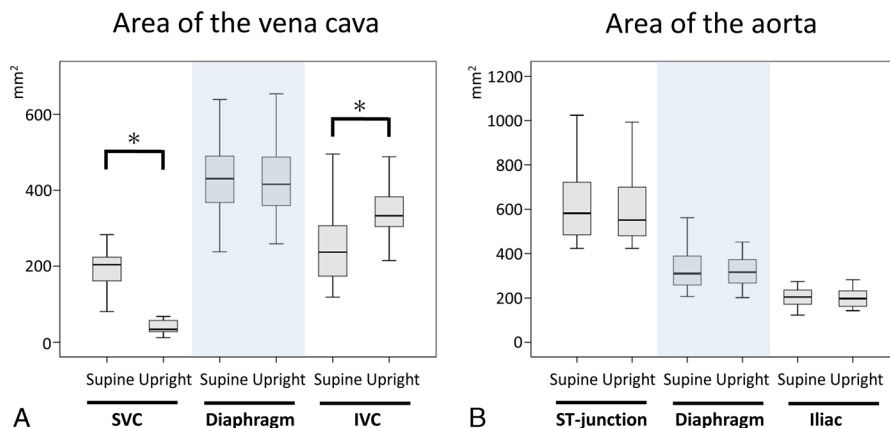 Area of the vena cava
mm²
600
400
200
0
*
*
Supine Upright Supine Upright Supine Upright
SVC Diaphragm IVC
A
Area of the aorta
mm²
1200
1000
800
600
400
200
0
Supine Upright Supine Upright Supine Upright
ST-junction Diaphragm Iliac
B